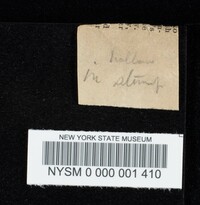 hollow
in stump
NEW YORK STATE MUSEUM
NYSM 0 000 001 410